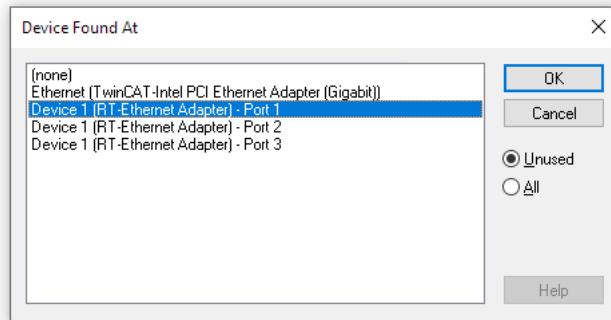 Device Found At
(none)
Ethernet (TwinCAT-Intel PCI Ethernet Adapter (Gigabit))
Device 1 (RT-Ethernet Adapter) - Port 1
Device 1 (RT-Ethernet Adapter) - Port 2
Device 1 (RT-Ethernet Adapter) - Port 3
OK
Cancel
Unused
All
Help